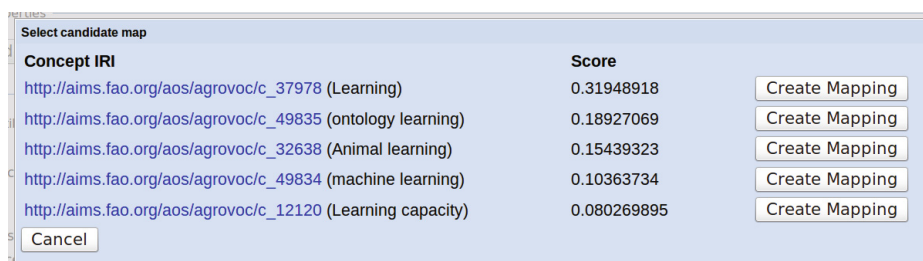 Select candidate map
Concept IRI Score
http://aims.fao.org/aos/agrovoc/c_37978 (Learning) 0.31948918 Create Mapping
http://aims.fao.org/aos/agrovoc/c_49835 (ontology learning) 0.18927069 Create Mapping
http://aims.fao.org/aos/agrovoc/c_32638 (Animal learning) 0.15439323 Create Mapping
http://aims.fao.org/aos/agrovoc/c_49834 (machine learning) 0.10363734 Create Mapping
http://aims.fao.org/aos/agrovoc/c_12120 (Learning capacity) 0.080269895 Create Mapping
Cancel